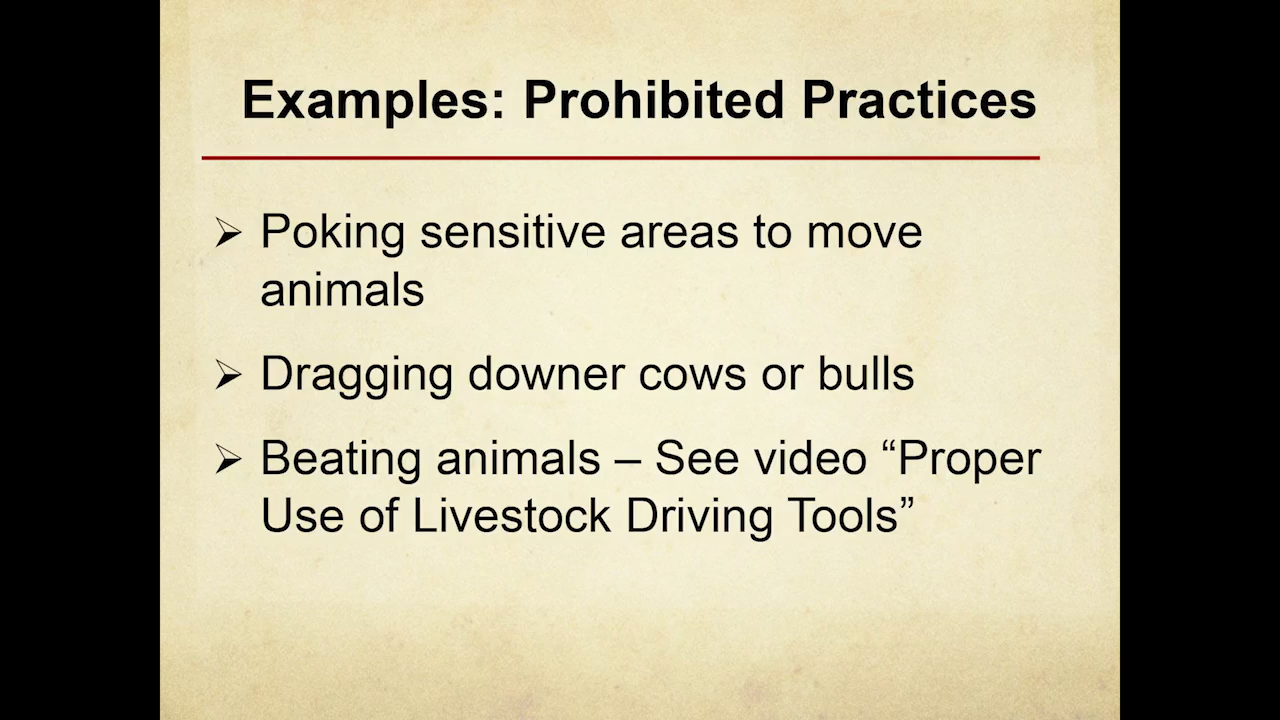 Examples: Prohibited Practices
➢ Poking sensitive areas to move
animals
➢ Dragging downer cows or bulls
➢ Beating animals – See video “Proper
Use of Livestock Driving Tools”